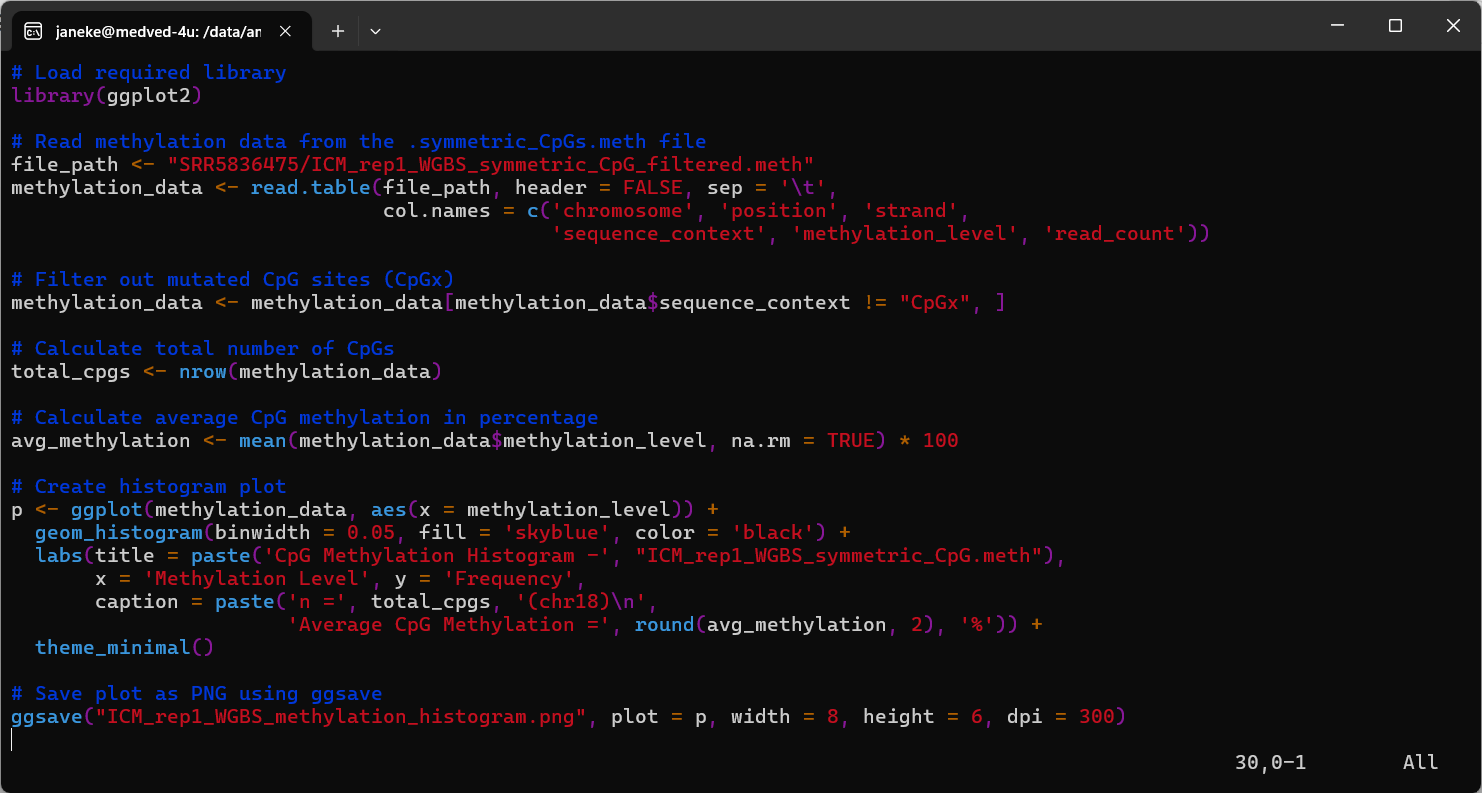 janeke@medved-4u: /data/an
# Load required library
library(ggplot2)
# Read methylation data from the .symmetric_CpGs.meth file
file_path <- "SRR5836475/ICM_rep1_WGBS_symmetric_CpG_filtered.meth"
methylation_data <- read.table(file_path, header = FALSE, sep = '\t',
                               col.names = c('chromosome', 'position', 'strand',
                                             'sequence_context', 'methylation_level', 'read_count'))
# Filter out mutated CpG sites (CpGx)
methylation_data <- methylation_data[methylation_data$sequence_context != "CpGx", ]
# Calculate total number of CpGs
total_cpgs <- nrow(methylation_data)
# Calculate average CpG methylation in percentage
avg_methylation <- mean(methylation_data$methylation_level, na.rm = TRUE) * 100
# Create histogram plot
p <- ggplot(methylation_data, aes(x = methylation_level)) +
  geom_histogram(binwidth = 0.05, fill = 'skyblue', color = 'black') +
  labs(title = paste('CpG Methylation Histogram -', "ICM_rep1_WGBS_symmetric_CpG.meth"),
       x = 'Methylation Level', y = 'Frequency',
       caption = paste('n =', total_cpgs, '(chr18)\n',
                       'Average CpG Methylation =', round(avg_methylation, 2), '%')) +
  theme_minimal()
# Save plot as PNG using ggsave
ggsave("ICM_rep1_WGBS_methylation_histogram.png", plot = p, width = 8, height = 6, dpi = 300)
30,0-1 All